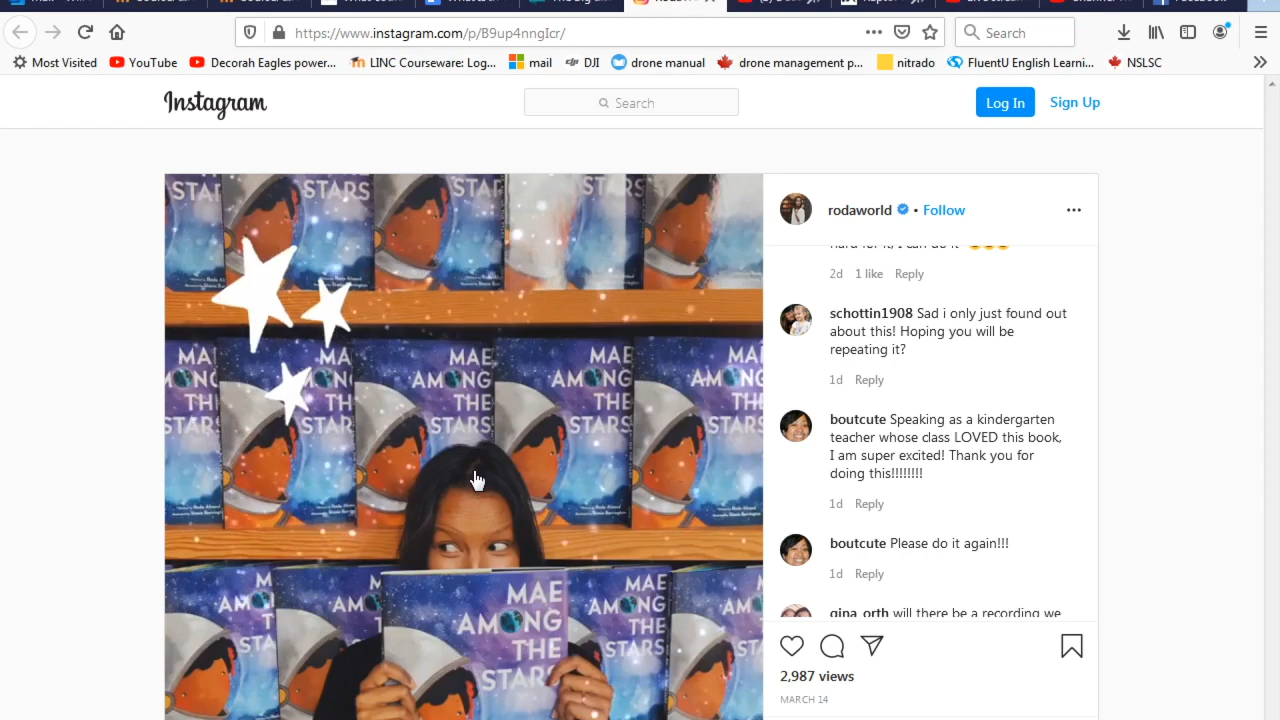 https://www.instagram.com/p/B9up4nngIcr/
Search
Most Visited
YouTube
Decorah Eagles power...
LINC Courseware: Log...
mail
DJI
drone manual
drone management p...
nitrado
FluentU English Learni...
NSLSC
Instagram
Search
Log In
Sign Up
rodaworld • Follow
hard for it, I can do it
2d 1 like Reply
schottin1908 Sad i only just found out
about this! Hoping you will be
repeating it?
1d Reply
boutcute Speaking as a kindergarten
teacher whose class LOVED this book,
I am super excited! Thank you for
doing this!!!!!!!!
1d Reply
boutcute Please do it again!!!
1d Reply
gina_orth will there be a recording we
2,987 views
MARCH 14
THE
STARS
THE
STARS
MAE
AMONG
THE
STARS
MAE
AMONG
THE
STARS
MAE
AMONG
THE
STARS
MAE
AMONG
THE
STARS
MAE
AMONG
THE
STARS